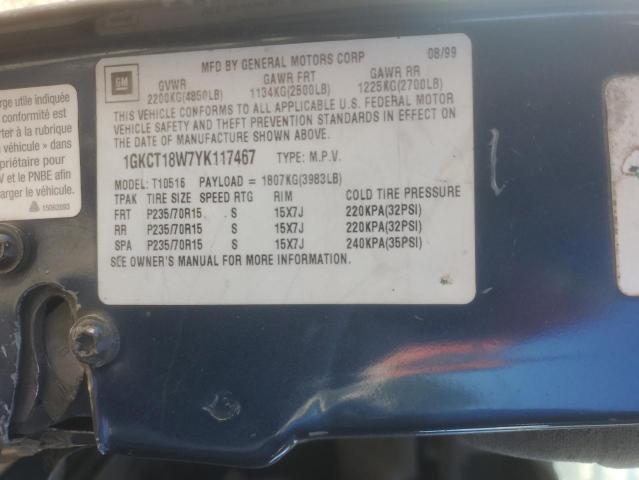 MFD BY GENERAL MOTORS CORP 08/99
GM
GVWR GAWR FRT GAWR RR
2200KG(4850LB) 1134KG(2500LB) 1225KG(2700LB)
THIS VEHICLE CONFORMS TO ALL APPLICABLE U.S. FEDERAL MOTOR
VEHICLE SAFETY AND THEFT PREVENTION STANDARDS IN EFFECT ON
THE DATE OF MANUFACTURE SHOWN ABOVE.
1GKCT18W7YK117467 TYPE: M.P.V.
MODEL: T10516 PAYLOAD = 1807KG(3983LB)
TPAK TIRE SIZE SPEED RTG RIM COLD TIRE PRESSURE
FRT P235/70R15 S 15X7J 220KPA(32PSI)
RR P235/70R15 S 15X7J 220KPA(32PSI)
SPA P235/70R15 S 15X7J 240KPA(35PSI)
SEE OWNER'S MANUAL FOR MORE INFORMATION.
rge utile indiquée
conformité est
rter à la rubrique
véhicule » dans
opriétaire pour
V et le PNBE afin
arger le véhicule.
15062093